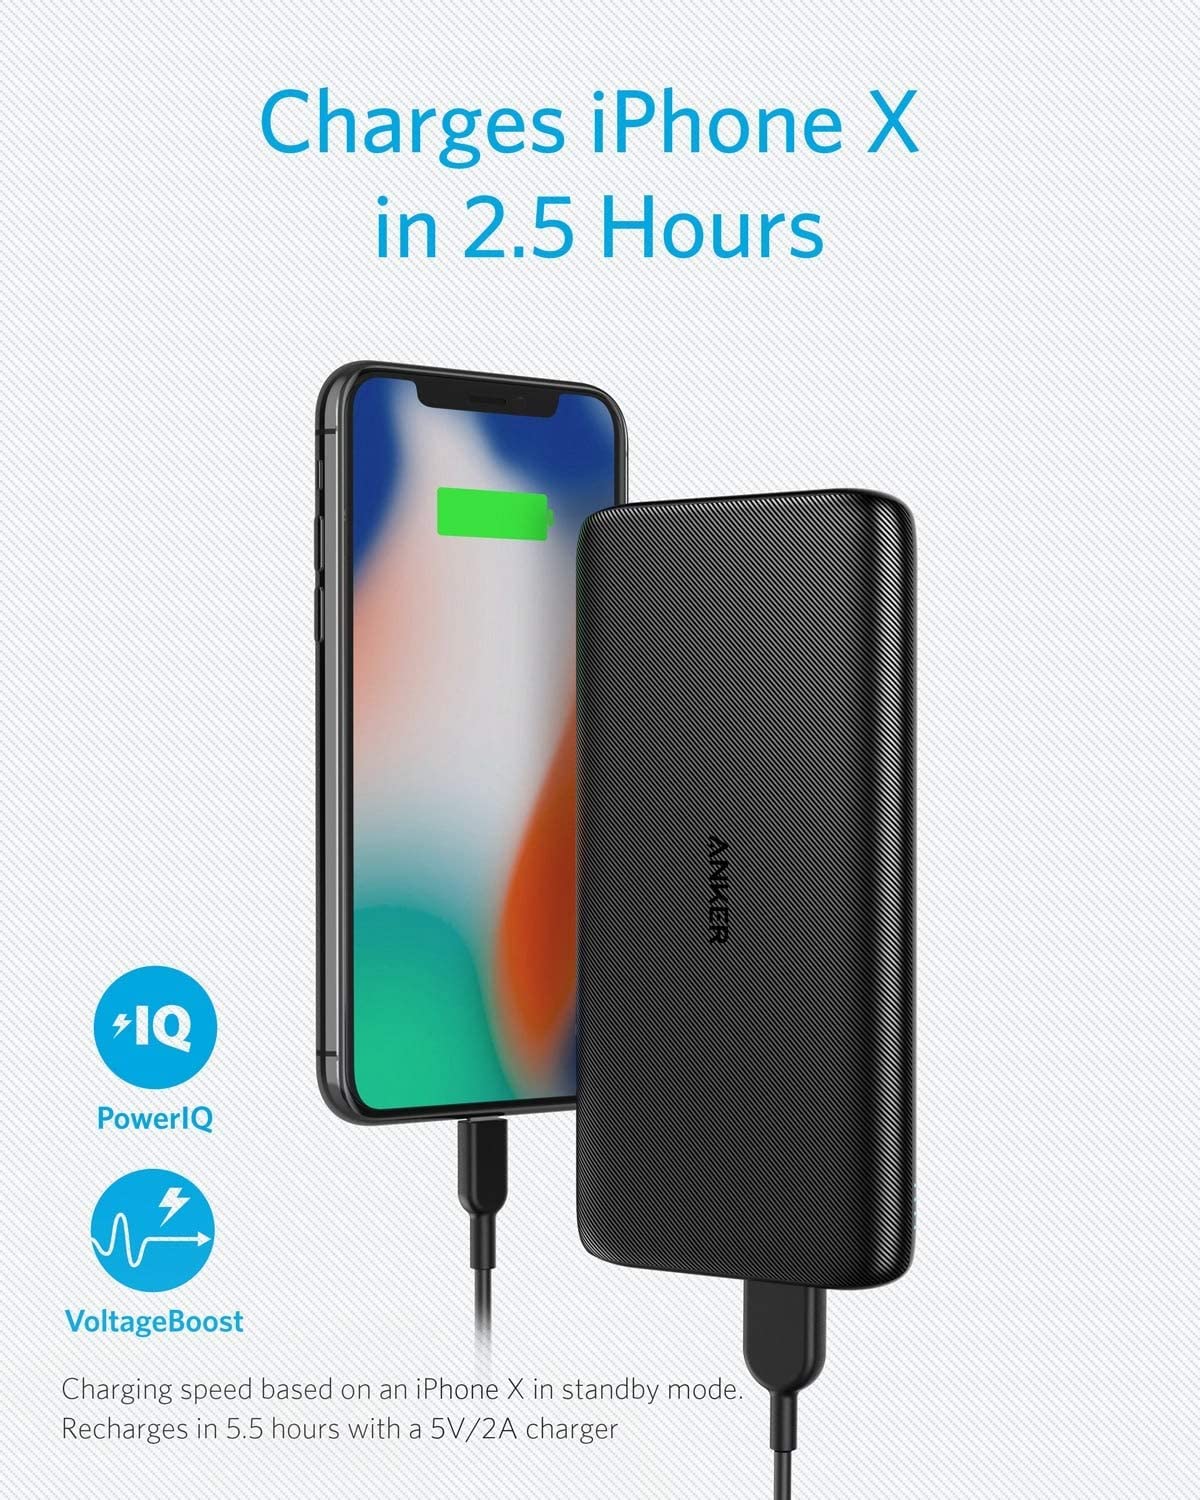 Charges iPhone X
in 2.5 Hours
ANKER
IQ
PowerIQ
VoltageBoost
Charging speed based on an iPhone X in standby mode.
Recharges in 5.5 hours with a 5V/2A charger